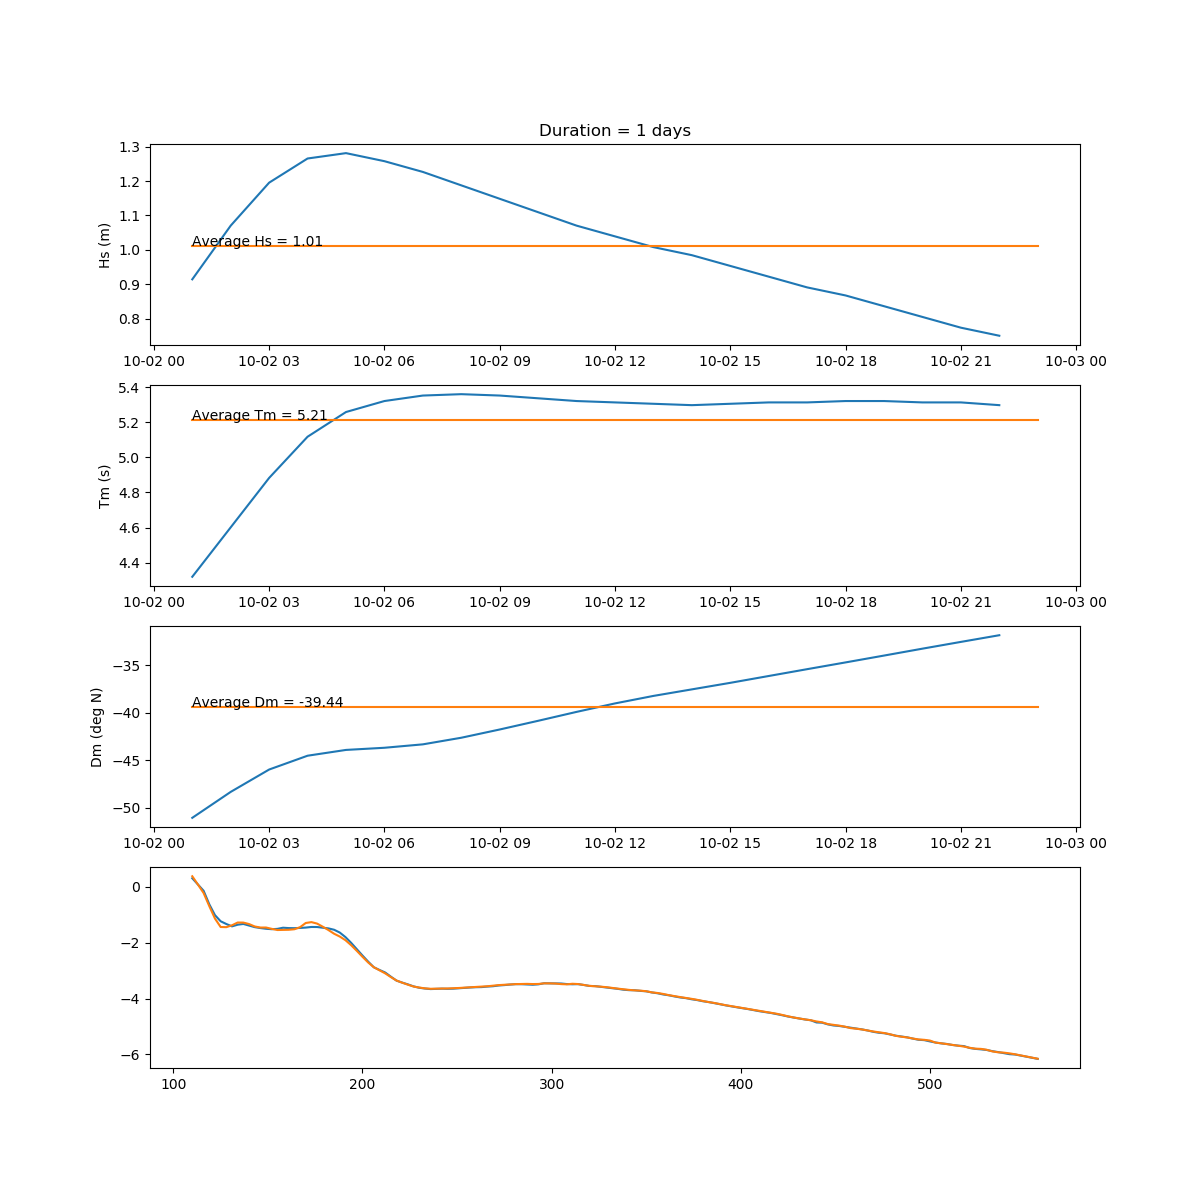 Duration = 1 days
1.3
1.2
1.1
1.0
0.9
0.8
Hs (m)
Average Hs = 1.01
10-02 00 10-02 03 10-02 06 10-02 09 10-02 12 10-02 15 10-02 18 10-02 21 10-03 00
5.4
5.2
5.0
4.8
4.6
4.4
Tm (s)
Average Tm = 5.21
10-02 00 10-02 03 10-02 06 10-02 09 10-02 12 10-02 15 10-02 18 10-02 21 10-03 00
−35
−40
−45
−50
Dm (deg N)
Average Dm = -39.44
10-02 00 10-02 03 10-02 06 10-02 09 10-02 12 10-02 15 10-02 18 10-02 21 10-03 00
0
−2
−4
−6
100 200 300 400 500